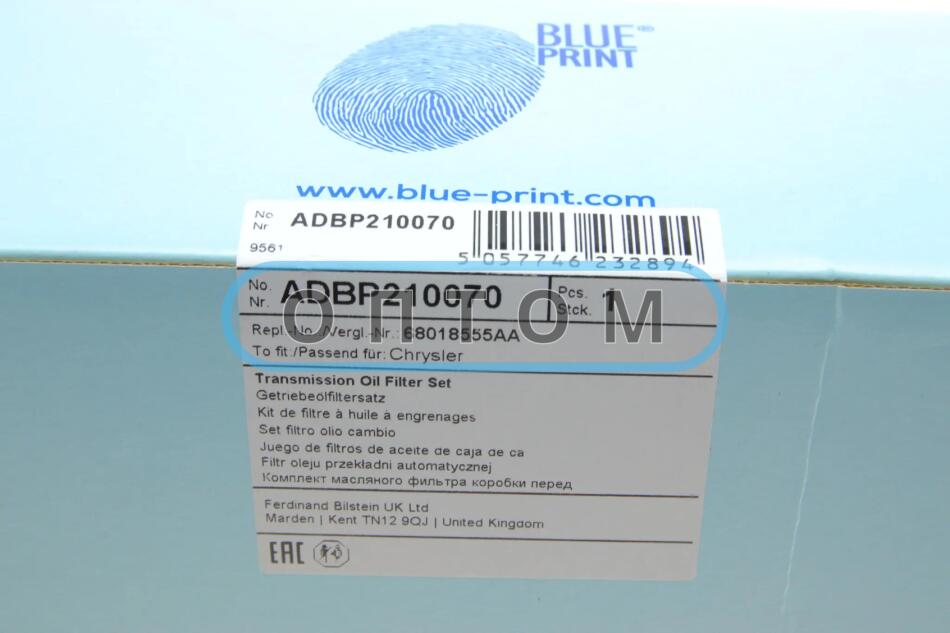 BLUE®
PRINT
www.blue-print.com
No ADBP210070
Nr
9561
5 057746 232894
No. ADBP210070 Pcs. 1
Nr. Stck.
ОПТОМ
Repl.-No./Vergl.-Nr.: 68018555AA
To fit:/Passend für: Chrysler
Transmission Oil Filter Set
Getriebeölfiltersatz
Kit de filtre à huile à engrenages
Set filtro olio cambio
Juego de filtros de aceite de caja de ca
Filtr oleju przekładni automatycznej
Комплект масляного фильтра коробки перед
Ferdinand Bilstein UK Ltd
Marden | Kent TN12 9QJ | United Kingdom
EAC